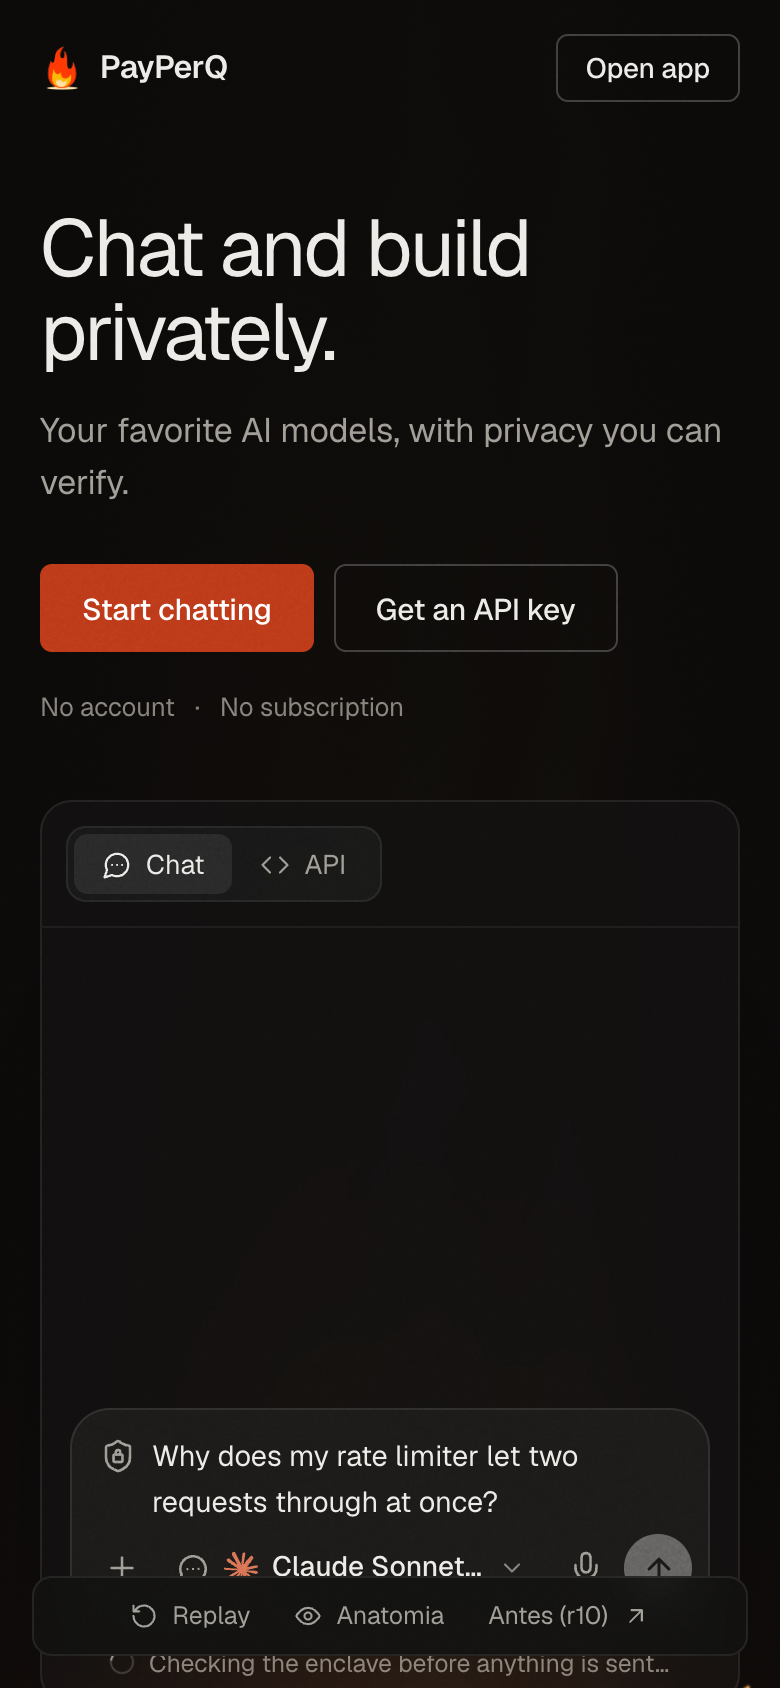 PayPerQ
Open app
Chat and build
privately.
Your favorite AI models, with privacy you can
verify.
Start chatting
Get an API key
No account · No subscription
Chat
API
Why does my rate limiter let two
requests through at once?
Claude Sonnet...
Replay
Anatomia
Antes (r10)
Checking the enclave before anything is sent...